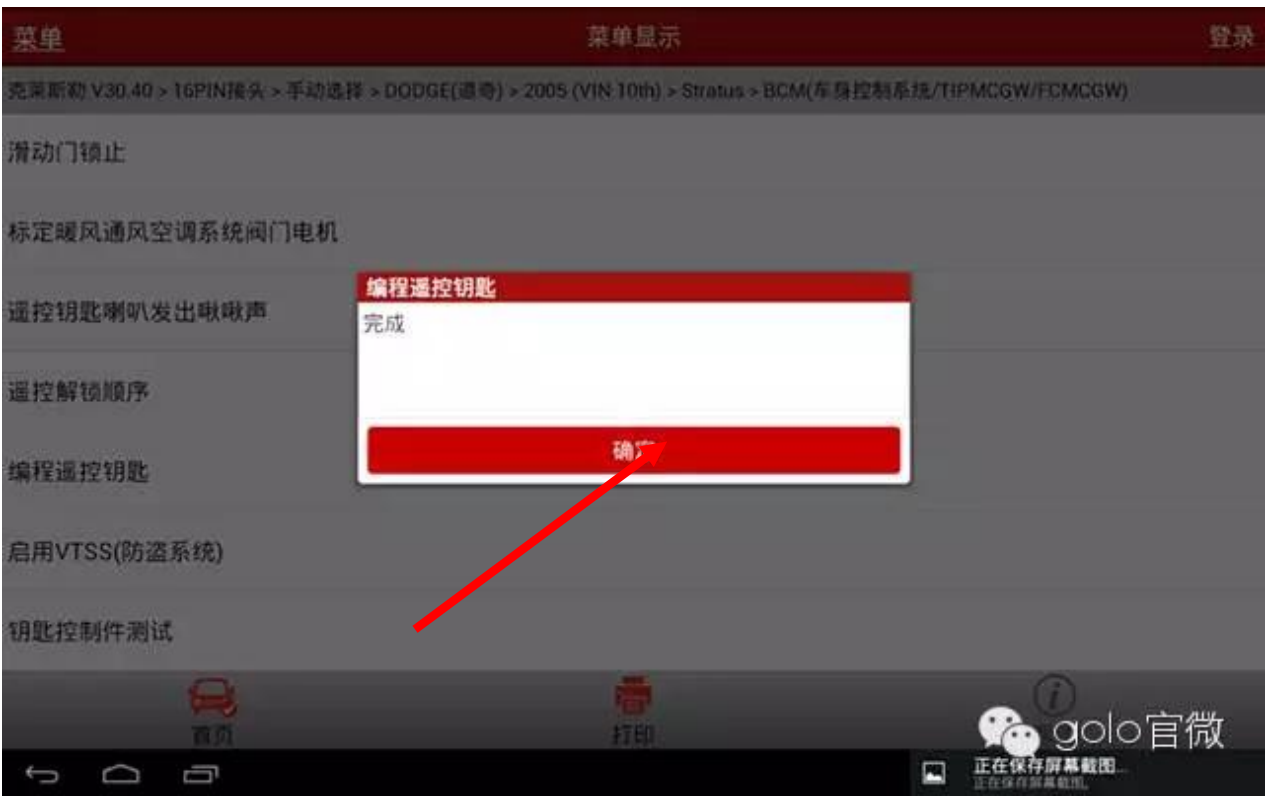 菜单
菜单显示
登录
克莱斯勒 V30.40 > 16PIN接头 > 手动选择 > DODGE(道奇) > 2005 (VIN 10th) > Stratus > BCM(车身控制系统/TIPMCGW/FCMCGW)
滑动门锁止
标定暖风通风空调系统阀门电机
编程遥控钥匙
遥控钥匙喇叭发出啾啾声
完成
遥控解锁顺序
确定
编程遥控钥匙
启用VTSS(防盗系统)
钥匙控制件测试
首页
打印
golo官微
正在保存屏幕截图...
正在保存屏幕截图。